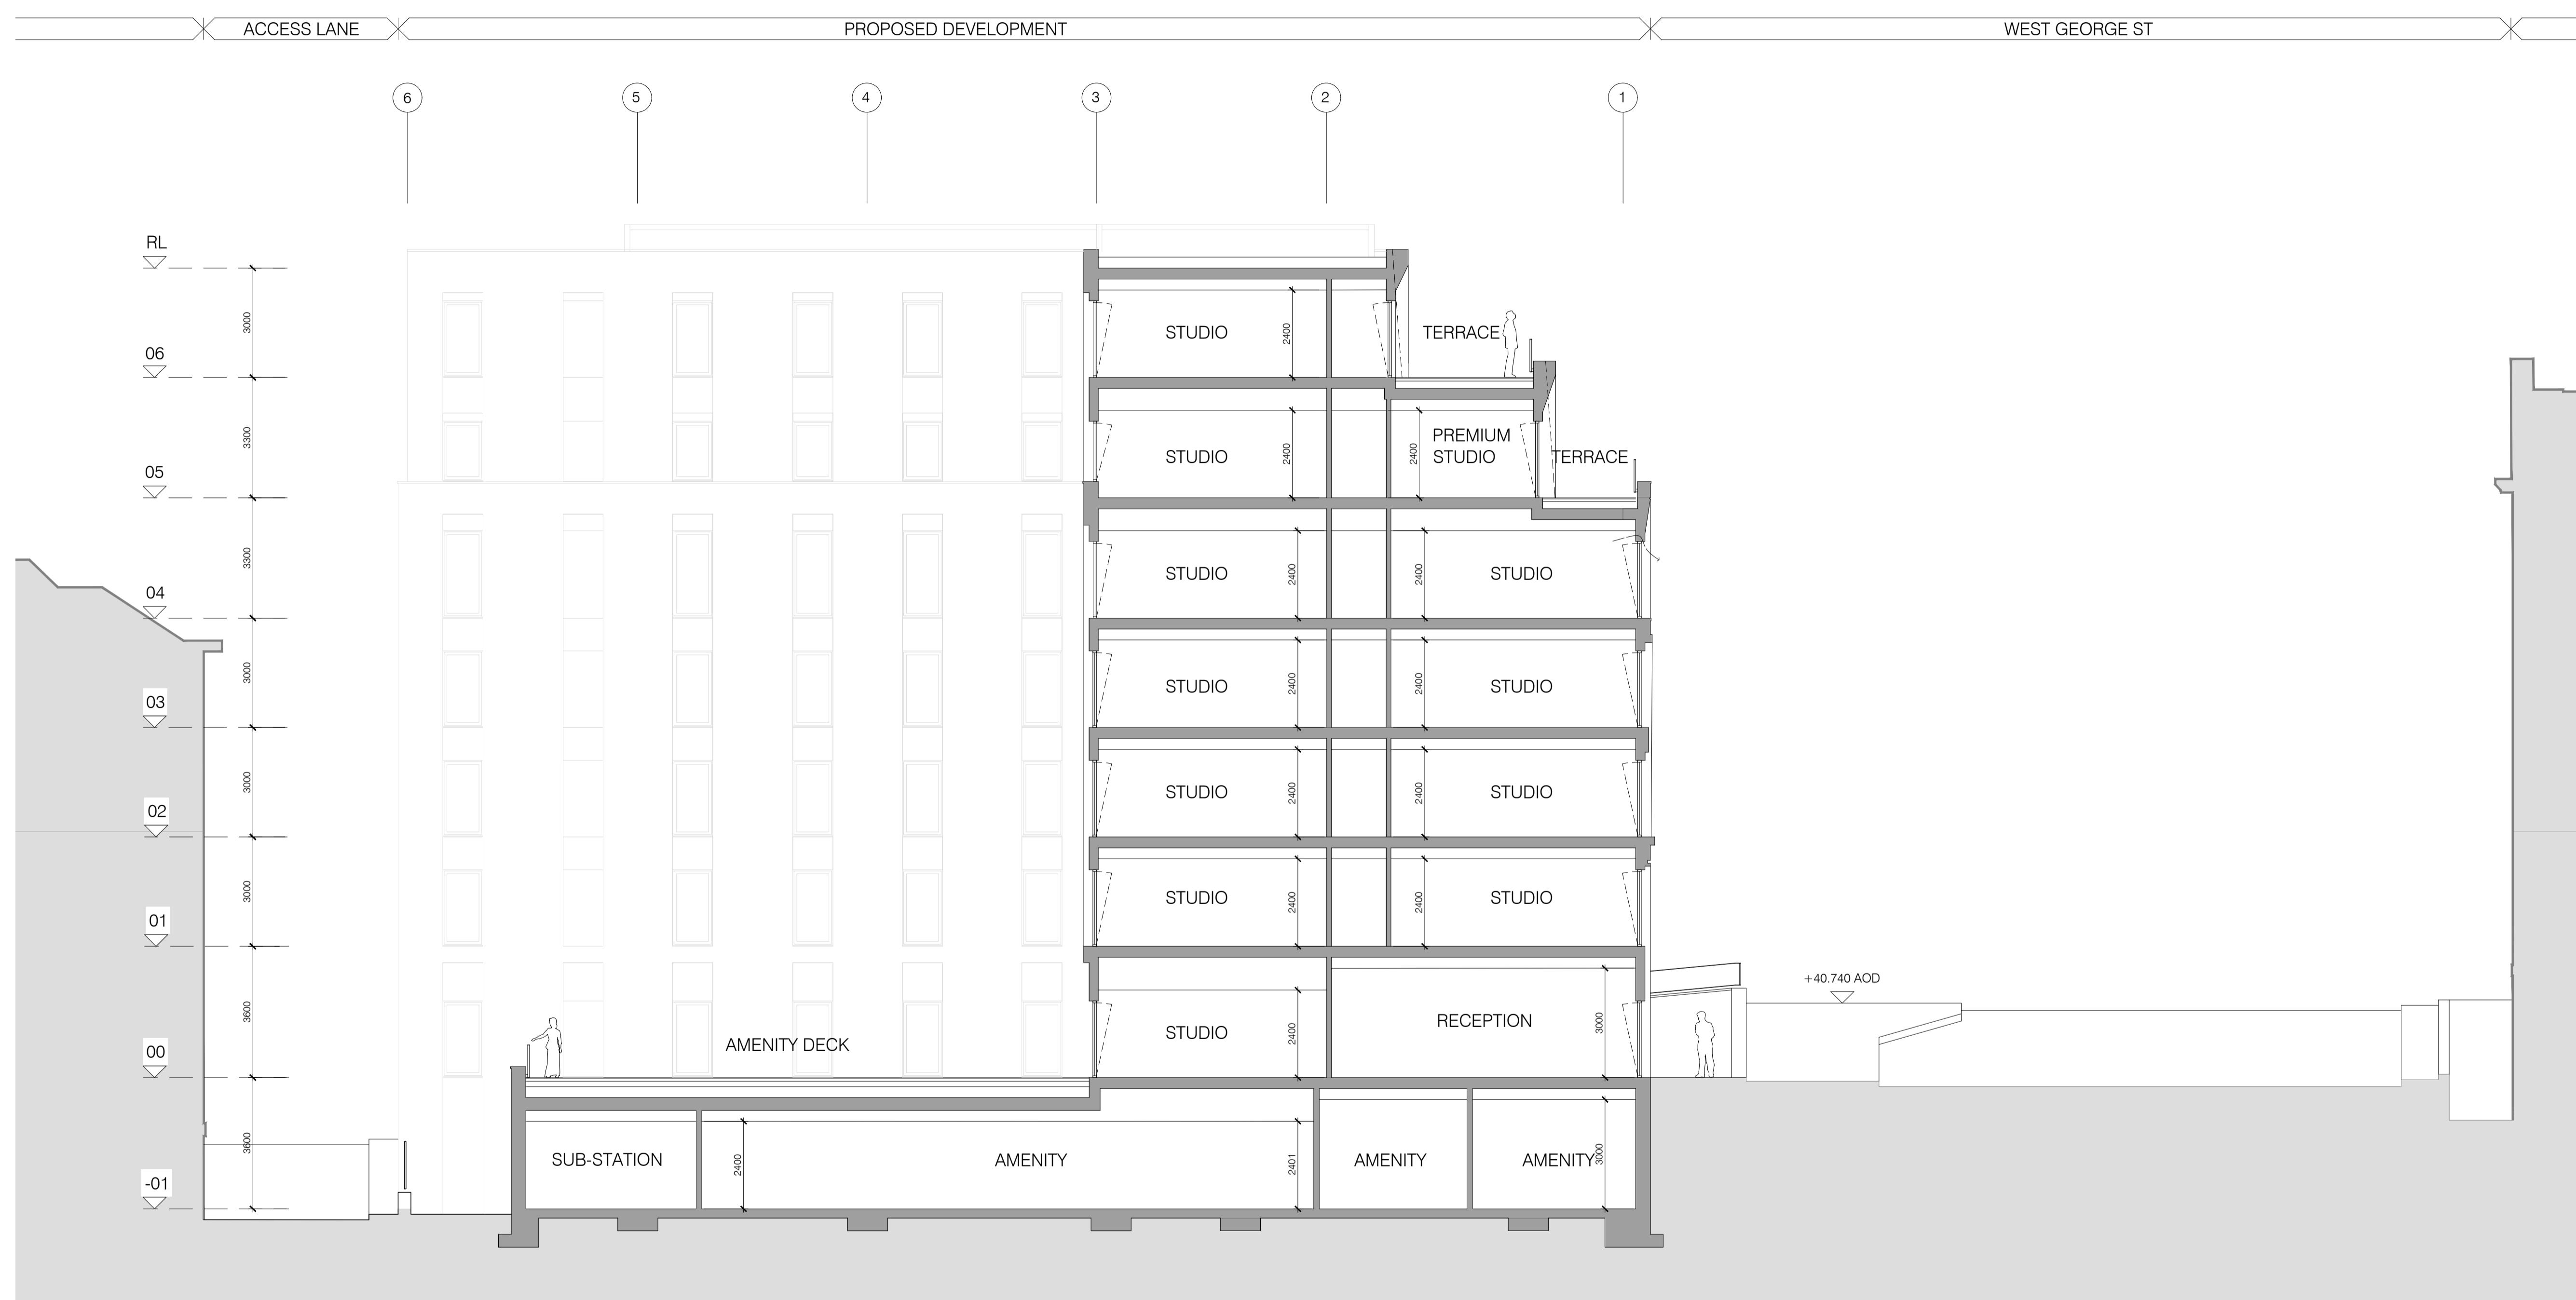 ACCESS LANE PROPOSED DEVELOPMENT WEST GEORGE ST
6 5 4 3 2 1
RL
3000
STUDIO 2400 TERRACE
06
3300
STUDIO 2400 2400 PREMIUM
STUDIO TERRACE
05
3300
STUDIO 2400 2400 STUDIO
04
3000
STUDIO 2400 2400 STUDIO
03
3000
STUDIO 2400 2400 STUDIO
02
3000
STUDIO 2400 2400 STUDIO
01
+40.740 AOD
3600
AMENITY DECK STUDIO 2400 RECEPTION 3000
00
3600
SUB-STATION 2400 AMENITY 2401 AMENITY AMENITY 3000
-01